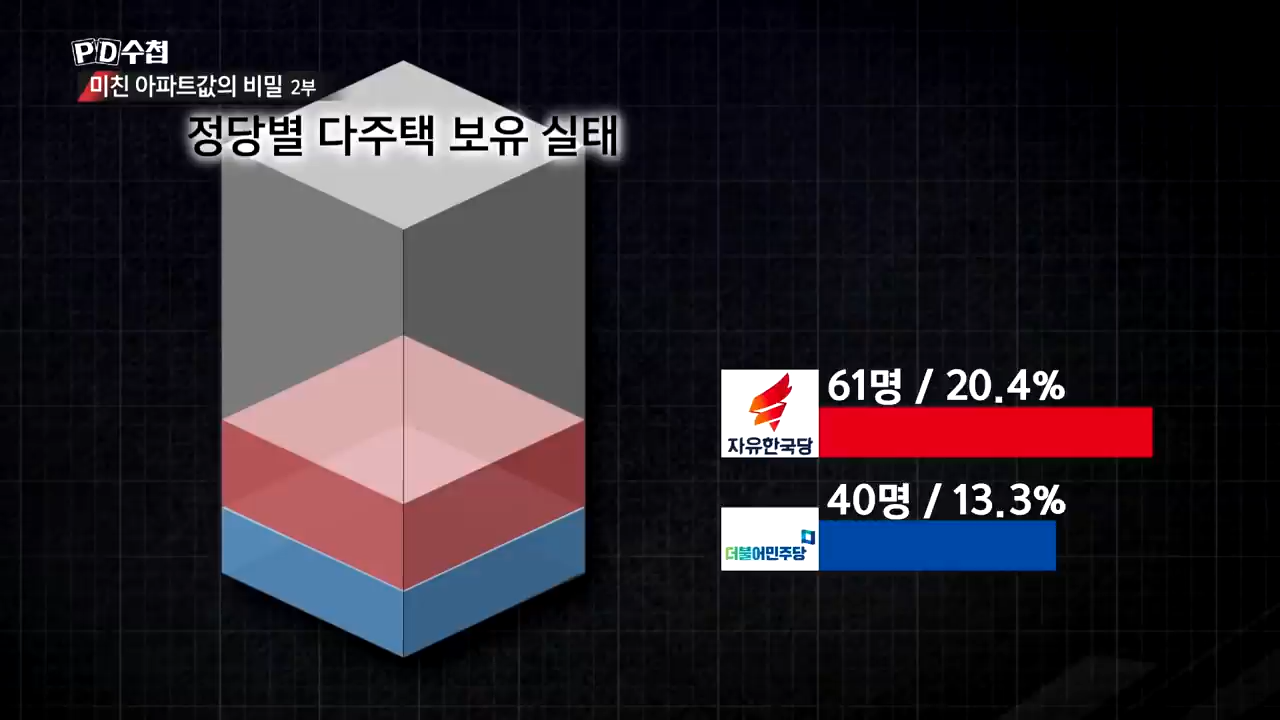 PD수첩
미친 아파트값의 비밀 2부
정당별 다주택 보유 실태
61명 / 20.4%
자유한국당
40명 / 13.3%
더불어민주당